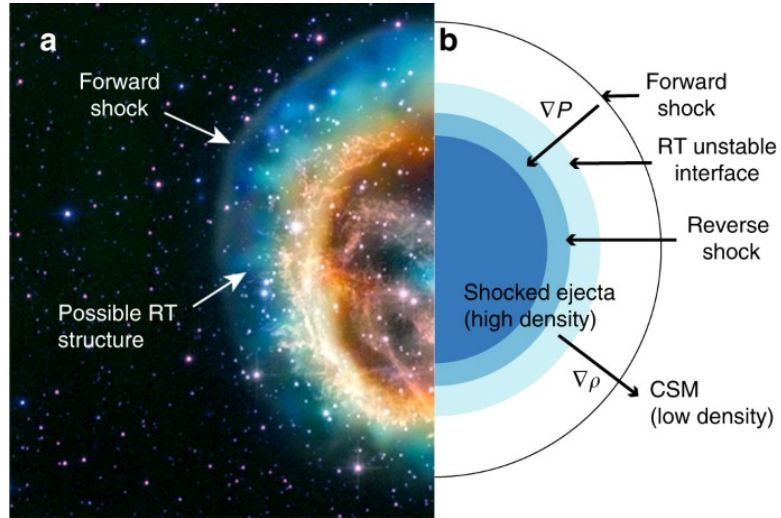 a
Forward
shock
Possible RT
structure
b
∇P
Forward
shock
RT unstable
interface
Reverse
shock
Shocked ejecta
(high density)
∇ρ
CSM
(low density)